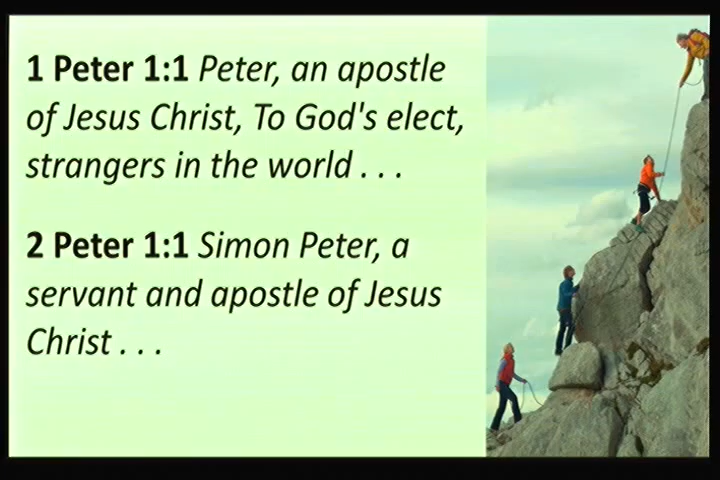 1 Peter 1:1 Peter, an apostle
of Jesus Christ, To God's elect,
strangers in the world . . .
2 Peter 1:1 Simon Peter, a
servant and apostle of Jesus
Christ . . .